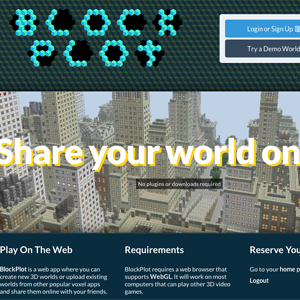 BLOCK
PLOT
Login or Sign Up
Try a Demo World
Share your world on
No plugins or downloads required
Play On The Web
BlockPlot is a web app where you can
create new 3D worlds or upload existing
worlds from other popular voxel apps
and share them online with your friends.
Requirements
BlockPlot requires a web browser that
supports WebGL. It will work on most
computers that can play other 3D video
games.
Reserve You
Go to your home p
Logout